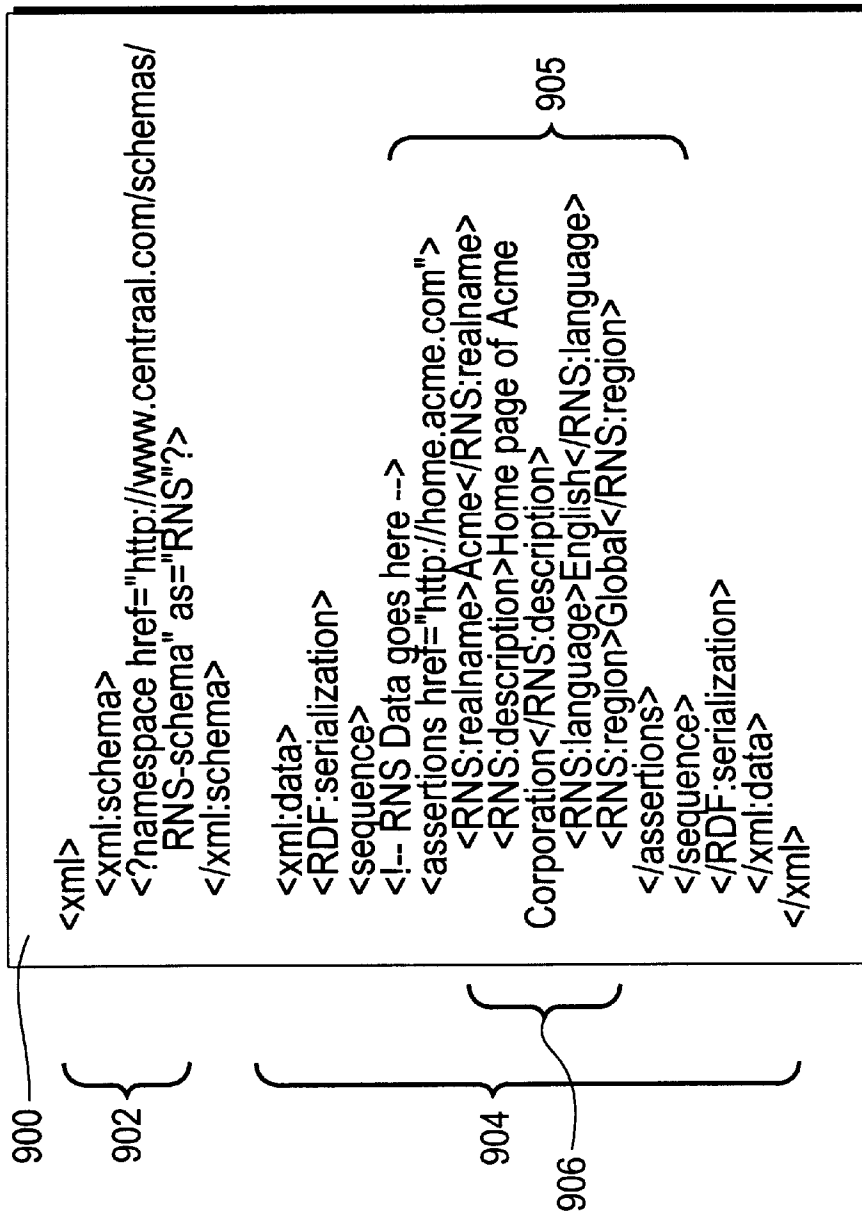 900
902
904
906
<xml>
<xml:schema>
<?namespace href="http://www.centraal.com/schemas/
RNS-schema" as="RNS"?>
</xml:schema>
<xml:data>
<RDF:serialization>
<sequence>
<!-- RNS Data goes here -->
<assertions href="http://home.acme.com">
<RNS:realname>Acme</RNS:realname>
<RNS:description>Home page of Acme
Corporation</RNS:description>
<RNS:language>English</RNS:language>
<RNS:region>Global</RNS:region>
</assertions>
</sequence>
</RDF:serialization>
</xml:data>
</xml>
905